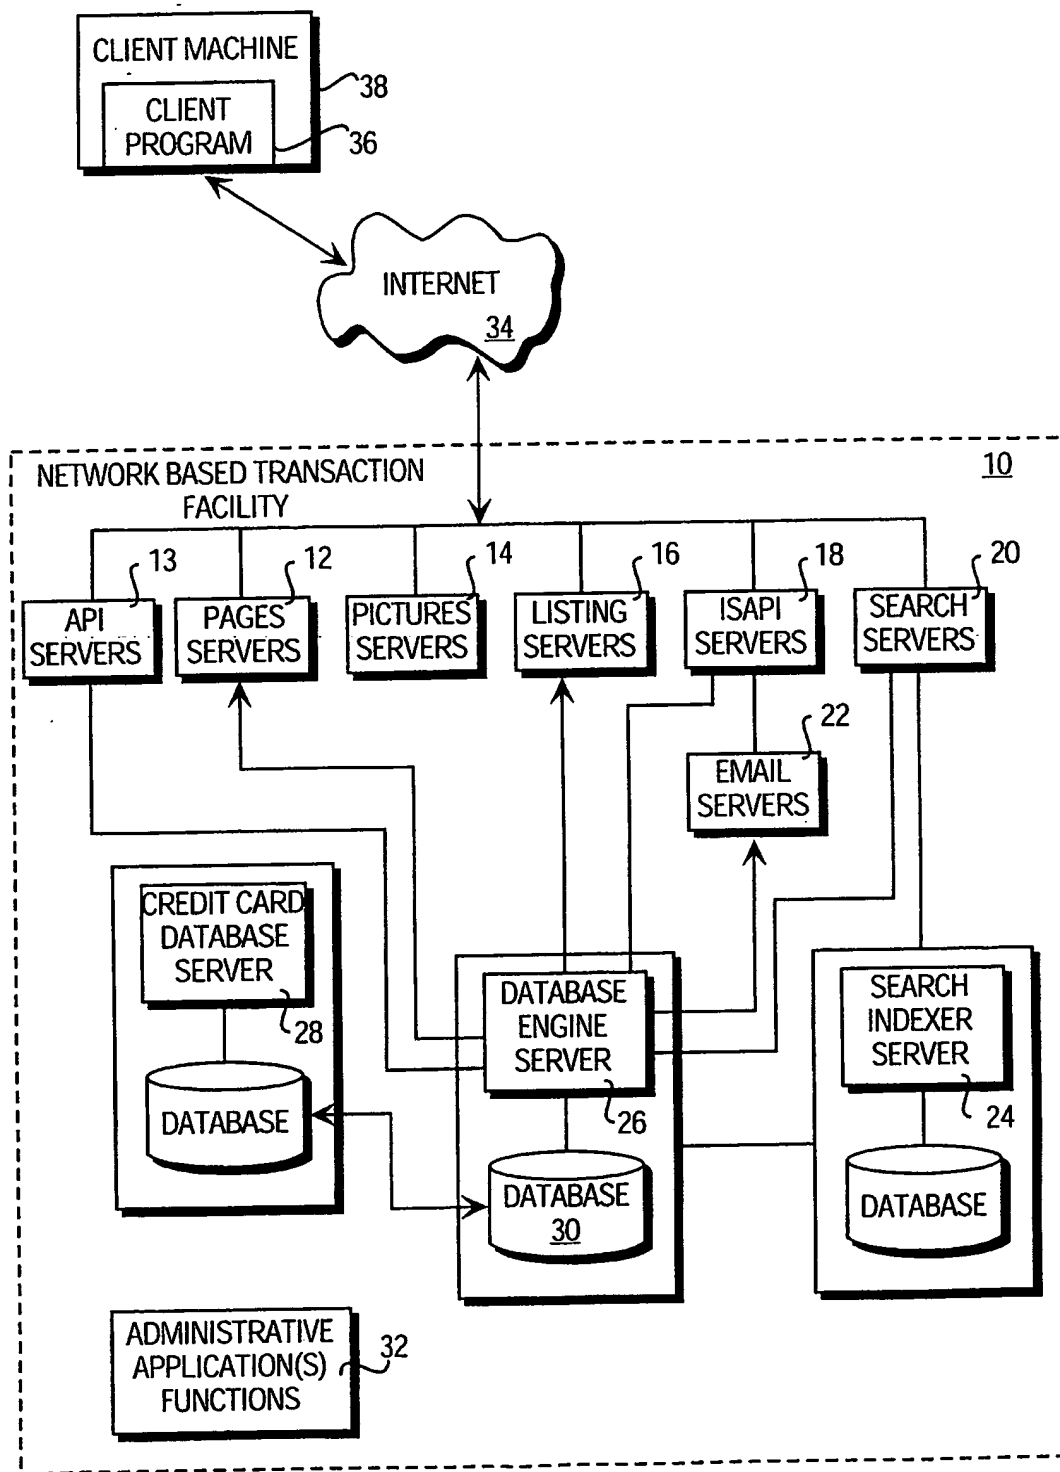 CLIENT MACHINE
38
CLIENT
PROGRAM
36
INTERNET
34
NETWORK BASED TRANSACTION
FACILITY
10
13
12
14
16
18
20
API
SERVERS
PAGES
SERVERS
PICTURES
SERVERS
LISTING
SERVERS
ISAPI
SERVERS
SEARCH
SERVERS
22
EMAIL
SERVERS
CREDIT CARD
DATABASE
SERVER
28
DATABASE
DATABASE
ENGINE
SERVER
26
DATABASE
30
SEARCH
INDEXER
SERVER
24
DATABASE
ADMINISTRATIVE
APPLICATION(S)
FUNCTIONS
32